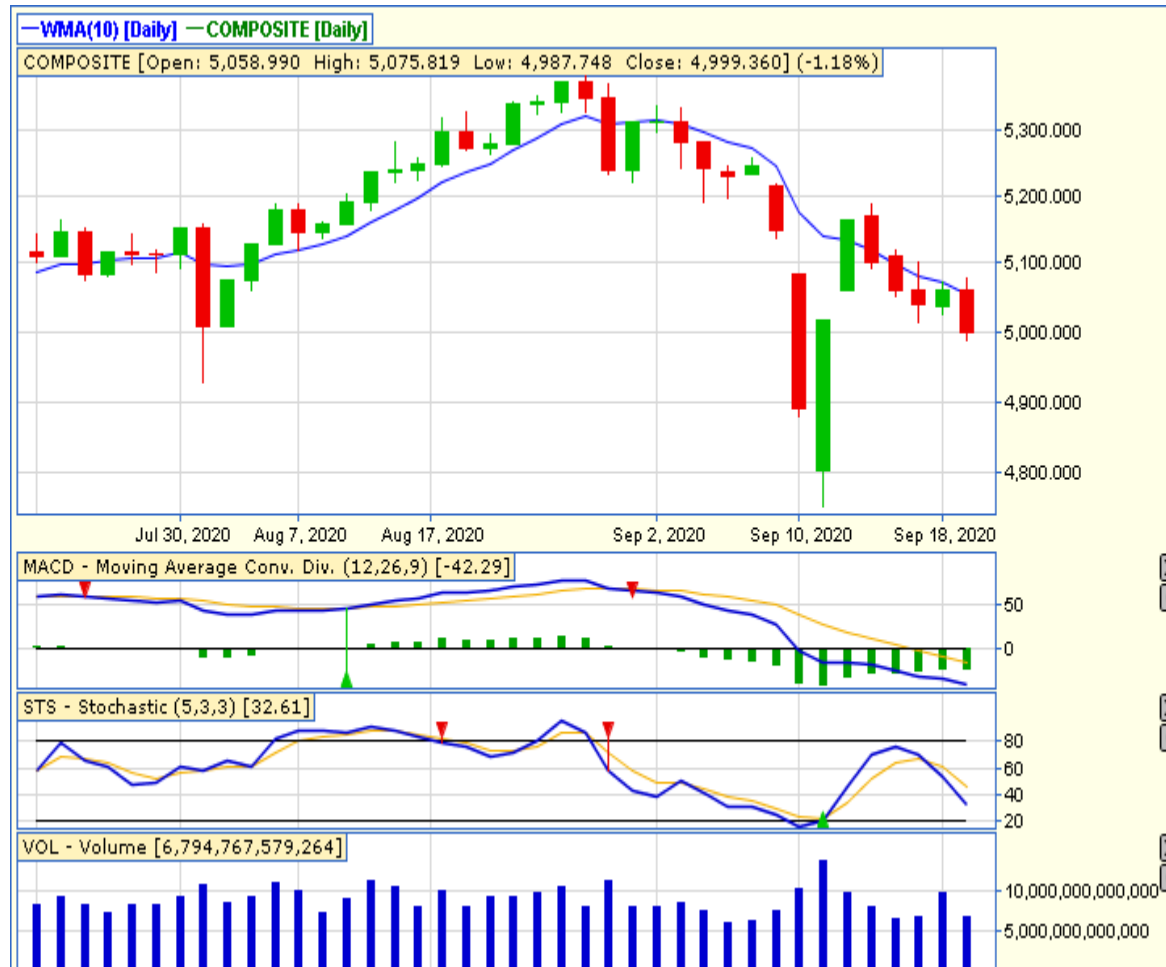 WMA(10) [Daily] COMPOSITE [Daily]
COMPOSITE [Open: 5,058.990 High: 5,075.819 Low: 4,987.748 Close: 4,999.360] (-1.18%)
5,300.000
5,200.000
5,100.000
5,000.000
4,900.000
4,800.000
Jul 30, 2020 Aug 7, 2020 Aug 17, 2020 Sep 2, 2020 Sep 10, 2020 Sep 18, 2020
MACD - Moving Average Conv. Div. (12,26,9) [-42.29]
50
0
STS - Stochastic (5,3,3) [32.61]
80
60
40
20
VOL - Volume [6,794,767,579,264]
10,000,000,000,000
5,000,000,000,000